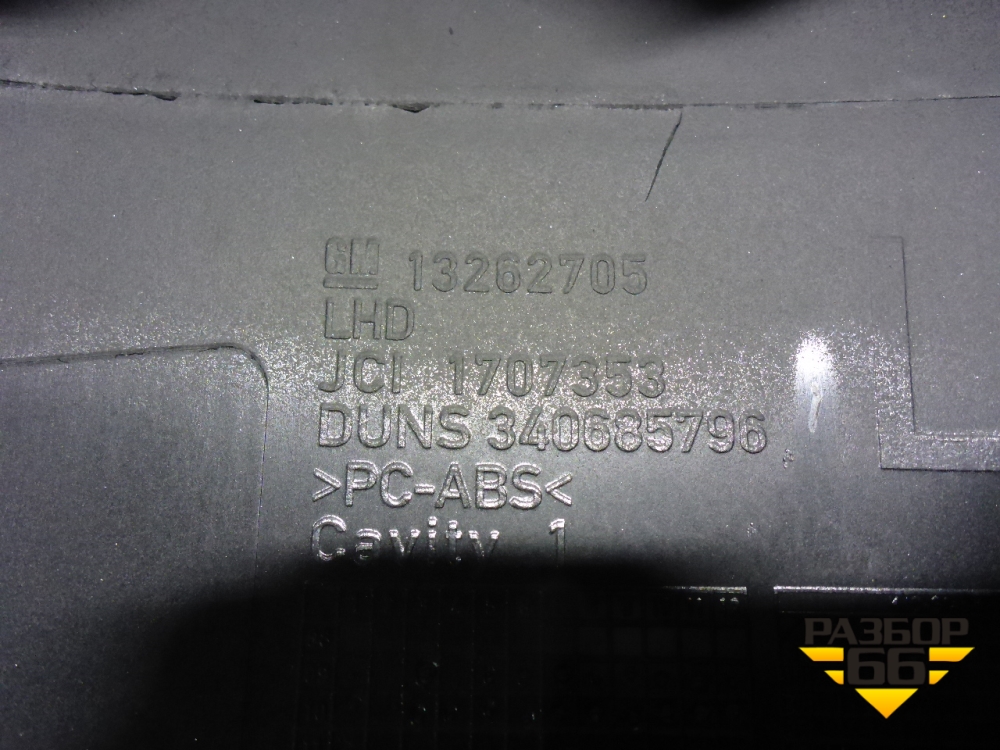 GM 13262705
LHD
JCI 1707353
DUNS 340685796
>PC-ABS<
Cavity 1
РАЗБОР
66